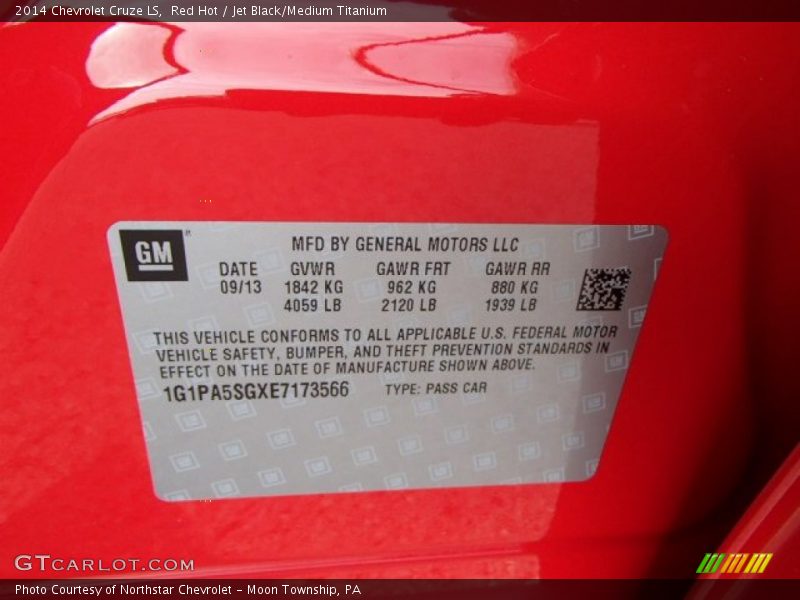 2014 Chevrolet Cruze LS, Red Hot / Jet Black/Medium Titanium
GM
MFD BY GENERAL MOTORS LLC
DATE GVWR GAWR FRT GAWR RR
09/13 1842 KG 962 KG 880 KG
4059 LB 2120 LB 1939 LB
THIS VEHICLE CONFORMS TO ALL APPLICABLE U.S. FEDERAL MOTOR
VEHICLE SAFETY, BUMPER, AND THEFT PREVENTION STANDARDS IN
EFFECT ON THE DATE OF MANUFACTURE SHOWN ABOVE.
1G1PA5SGXE7173566 TYPE: PASS CAR
GTCARLOT.COM
Photo Courtesy of Northstar Chevrolet - Moon Township, PA